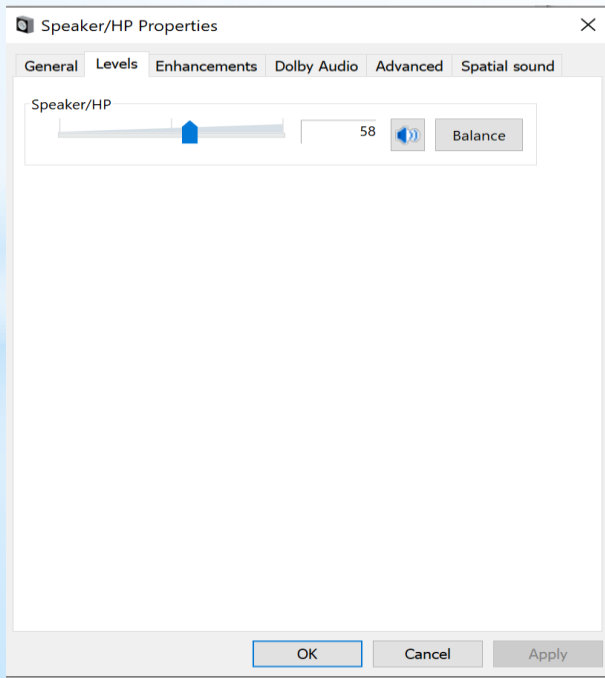 Speaker/HP Properties
General Levels Enhancements Dolby Audio Advanced Spatial sound
Speaker/HP
58 Balance
OK Cancel Apply